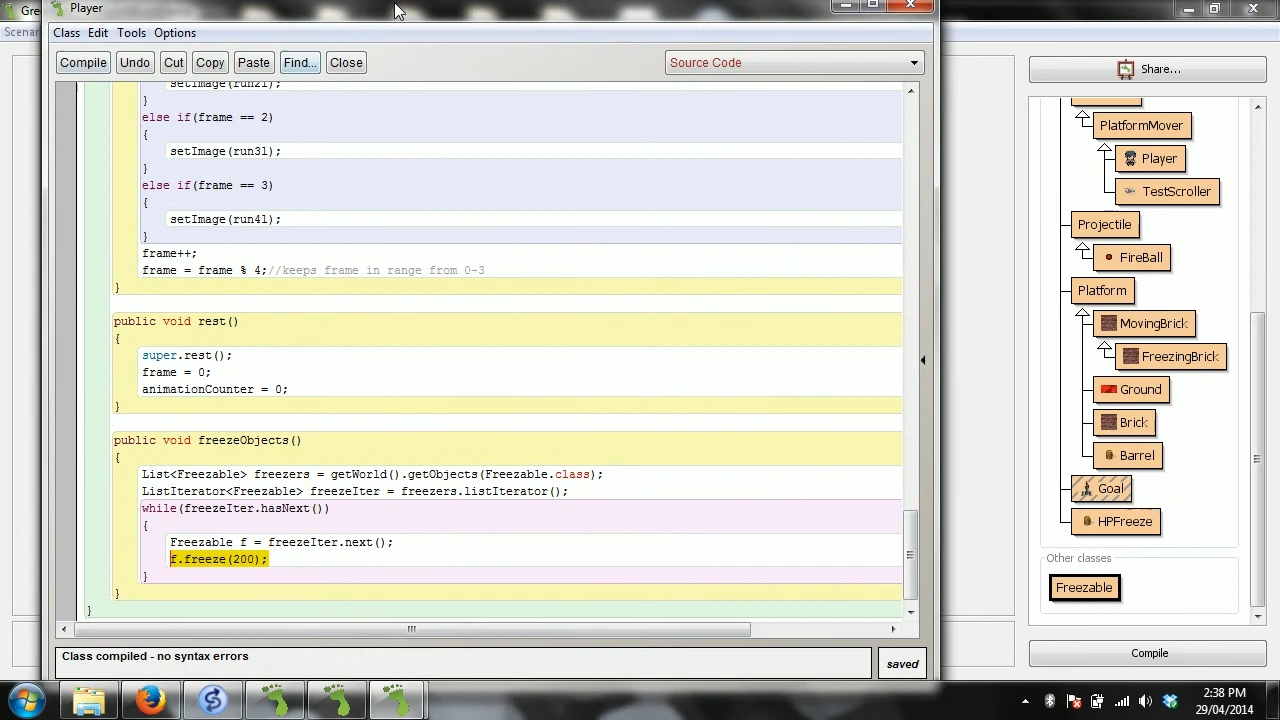 Gre
Player
Scenar
Class Edit Tools Options
Compile Undo Cut Copy Paste Find... Close Source Code
setImage(run2l);
}
else if(frame == 2)
{
setImage(run3l);
}
else if(frame == 3)
{
setImage(run4l);
}
frame++;
frame = frame % 4;//keeps frame in range from 0-3
}
public void rest()
{
super.rest();
frame = 0;
animationCounter = 0;
}
public void freezeObjects()
{
List<Freezable> freezers = getWorld().getObjects(Freezable.class);
ListIterator<Freezable> freezeIter = freezers.listIterator();
while(freezeIter.hasNext())
{
Freezable f = freezeIter.next();
f.freeze(200);
}
}
}
Class compiled - no syntax errors
saved
Share...
PlatformMover
Player
TestScroller
Projectile
FireBall
Platform
MovingBrick
FreezingBrick
Ground
Brick
Barrel
Goal
HPFreeze
Other classes
Freezable
Compile
2:38 PM
29/04/2014